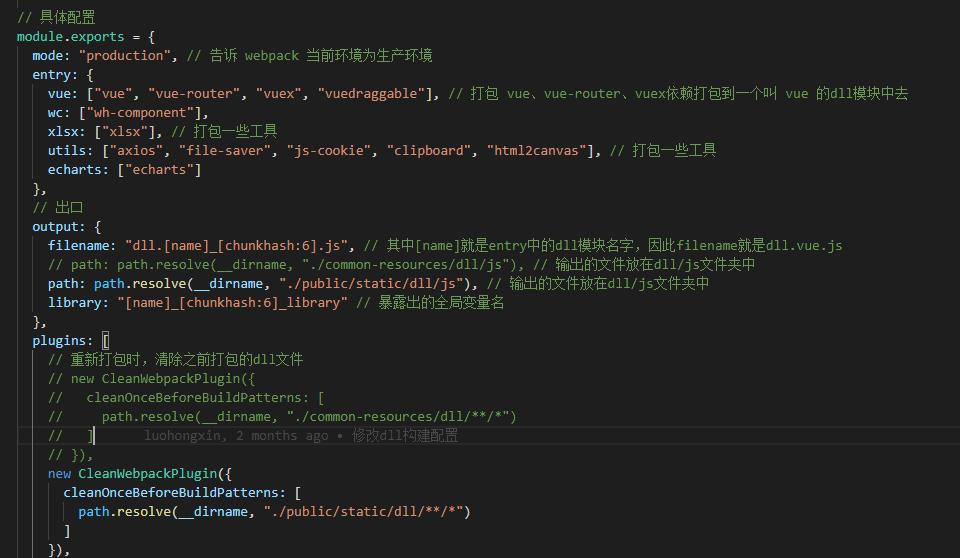 // 具体配置
module.exports = {
  mode: "production", // 告诉 webpack 当前环境为生产环境
  entry: {
    vue: ["vue", "vue-router", "vuex", "vuedraggable"], // 打包 vue、vue-router、vuex依赖打包到一个叫 vue 的dll模块中去
    wc: ["wh-component"],
    xlsx: ["xlsx"], // 打包一些工具
    utils: ["axios", "file-saver", "js-cookie", "clipboard", "html2canvas"], // 打包一些工具
    echarts: ["echarts"]
  },
  // 出口
  output: {
    filename: "dll.[name]_[chunkhash:6].js", // 其中[name]就是entry中的dll模块名字，因此filename就是dll.vue.js
    // path: path.resolve(__dirname, "./common-resources/dll/js"), // 输出的文件放在dll/js文件夹中
    path: path.resolve(__dirname, "./public/static/dll/js"), // 输出的文件放在dll/js文件夹中
    library: "[name]_[chunkhash:6]_library" // 暴露出的全局变量名
  },
  plugins: [
    // 重新打包时，清除之前打包的dll文件
    // new CleanWebpackPlugin({
    //   cleanOnceBeforeBuildPatterns: [
    //     path.resolve(__dirname, "./common-resources/dll/**/*")
    //   ] luohongxin, 2 months ago • 修改dll构建配置
    // }),
    new CleanWebpackPlugin({
      cleanOnceBeforeBuildPatterns: [
        path.resolve(__dirname, "./public/static/dll/**/*")
      ]
    }),